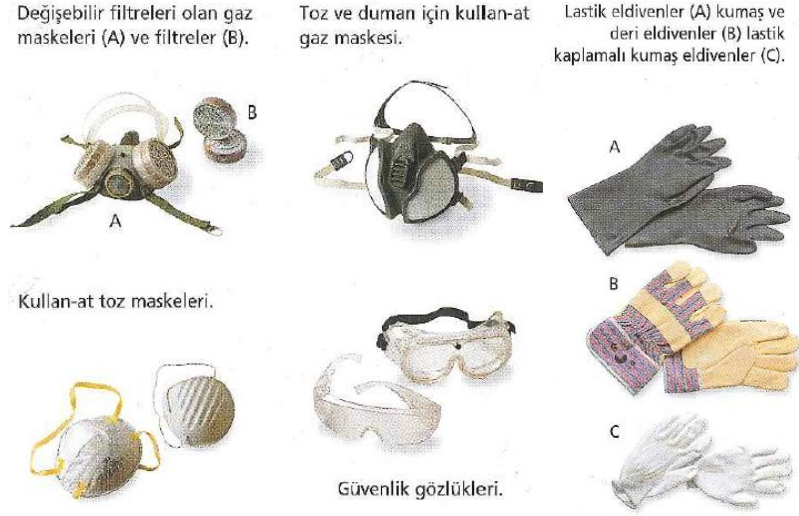 Değişebilir filtreleri olan gaz
maskeleri (A) ve filtreler (B).
B
A
Toz ve duman için kullan-at
gaz maskesi.
Lastik eldivenler (A) kumaş ve
deri eldivenler (B) lastik
kaplamalı kumaş eldivenler (C).
A
B
C
Kullan-at toz maskeleri.
Güvenlik gözlükleri.